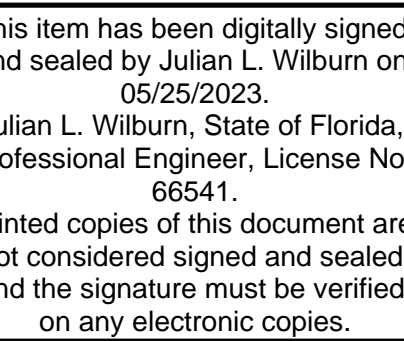 his item has been digitally signed
nd sealed by Julian L. Wilburn on
05/25/2023.
ulian L. Wilburn, State of Florida,
ofessional Engineer, License No
66541.
inted copies of this document are
ot considered signed and sealed
nd the signature must be verified
on any electronic copies.